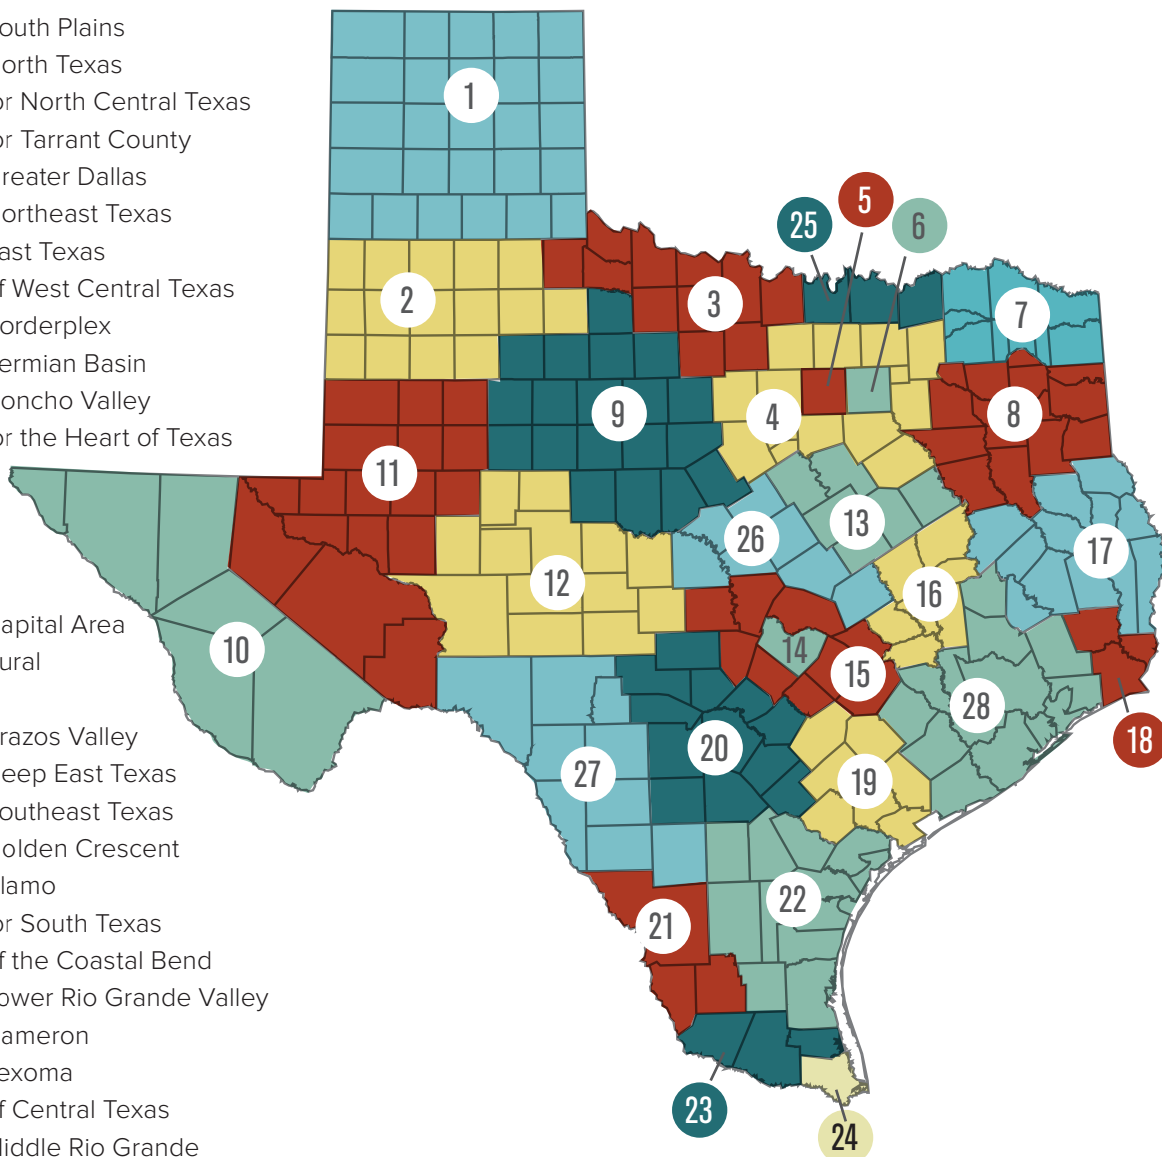 outh Plains
orth Texas
or North Central Texas
or Tarrant County
reater Dallas
ortheast Texas
ast Texas
f West Central Texas
orderplex
ermian Basin
oncho Valley
or the Heart of Texas
apital Area
ural
razos Valley
eep East Texas
outheast Texas
olden Crescent
lamo
or South Texas
f the Coastal Bend
ower Rio Grande Valley
ameron
exoma
f Central Texas
iddle Rio Grande
1
2
3
25
5
6
7
4
8
9
11
26
13
17
12
16
10
14
15
28
18
20
27
19
22
21
23
24